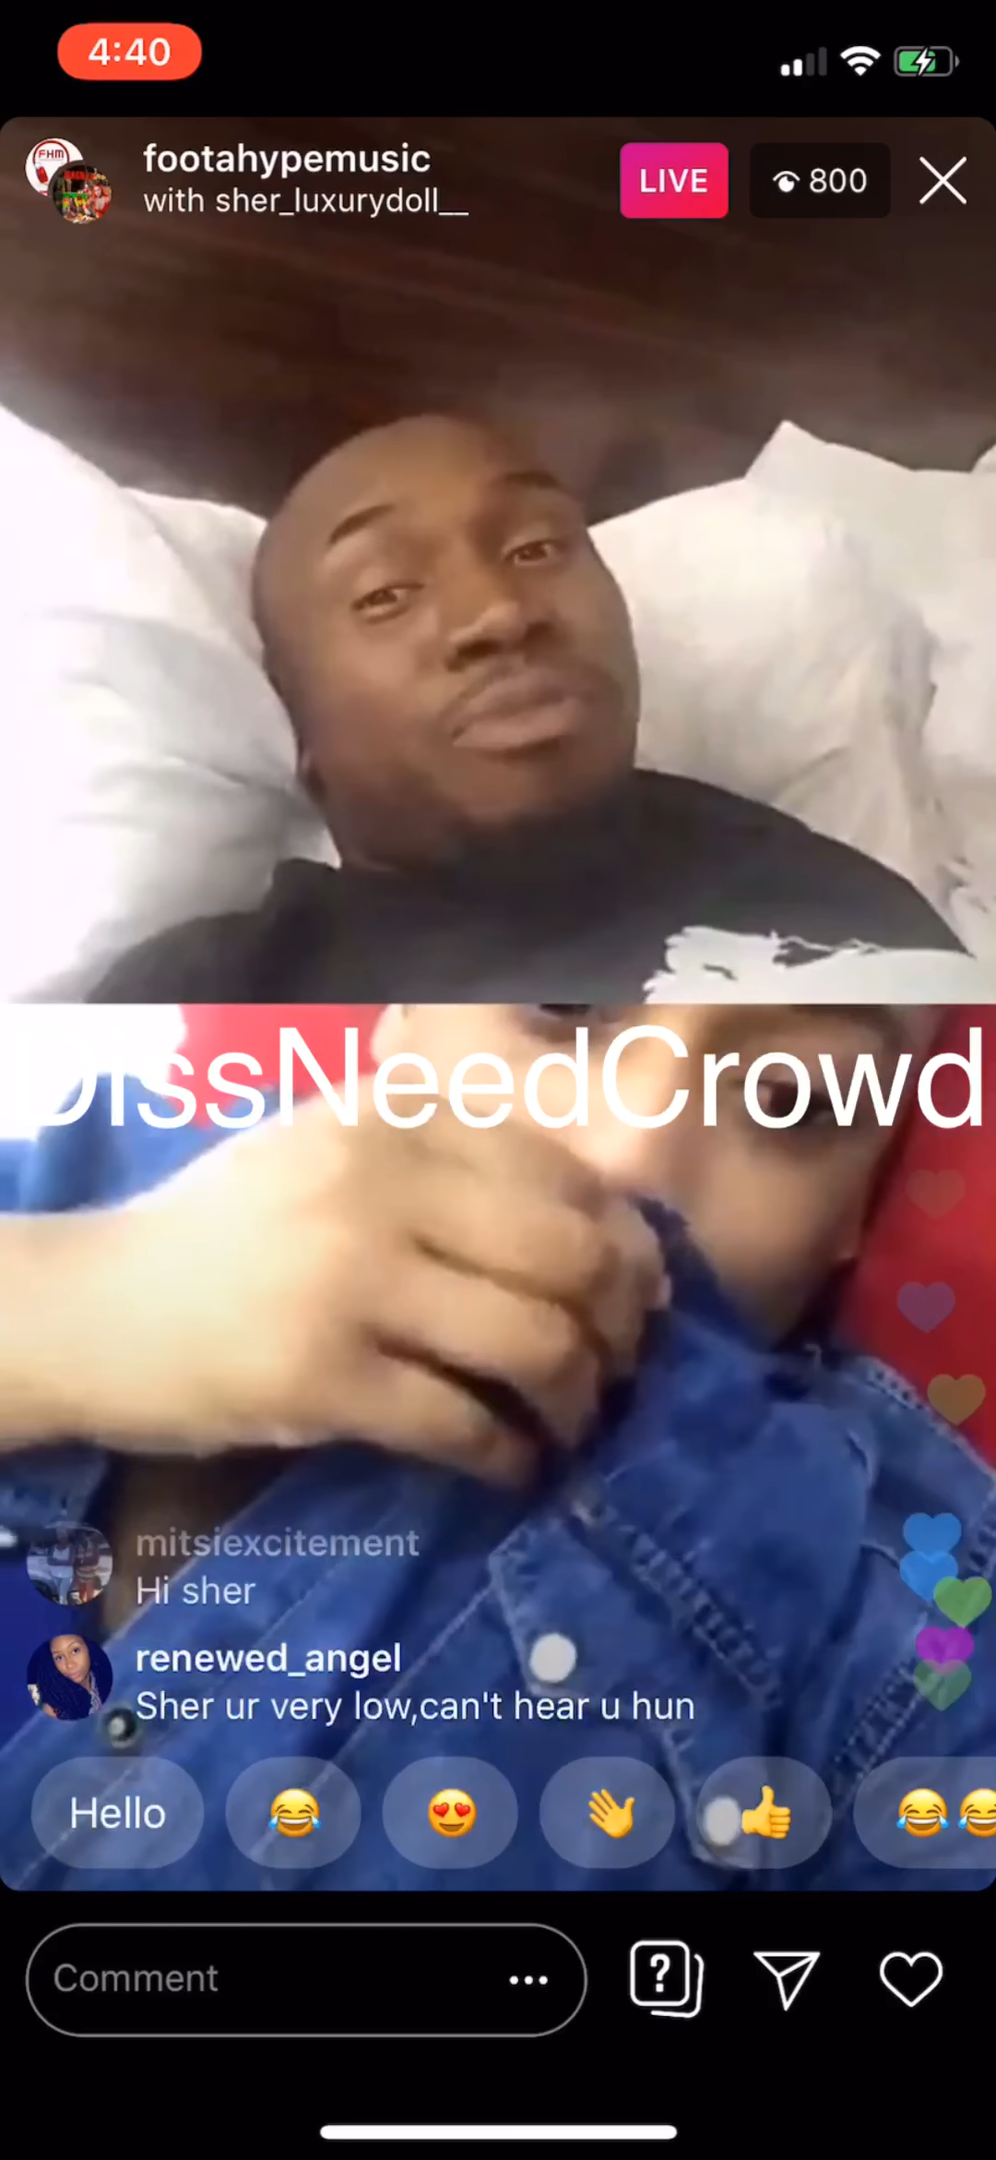 4:40
FHM
footahypemusic
with sher_luxurydoll__
LIVE
800
DissNeedCrowd
mitsiexcitement
Hi sher
renewed_angel
Sher ur very low,can't hear u hun
Hello
Comment